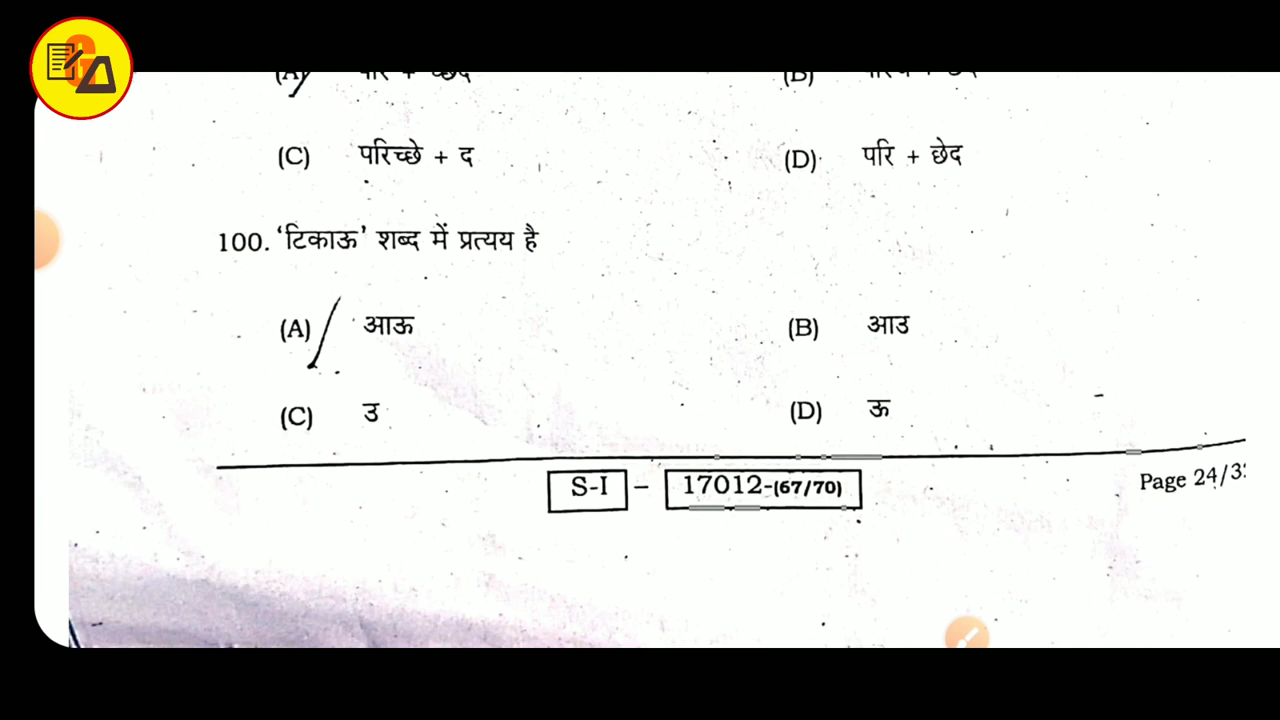 (C) परिच्छे + द (D) परि + छेद
100. 'टिकाऊ' शब्द में प्रत्यय है
(A) आऊ (B) आउ
(C) उ (D) ऊ
S-I – 17012-(67/70)
Page 24/3